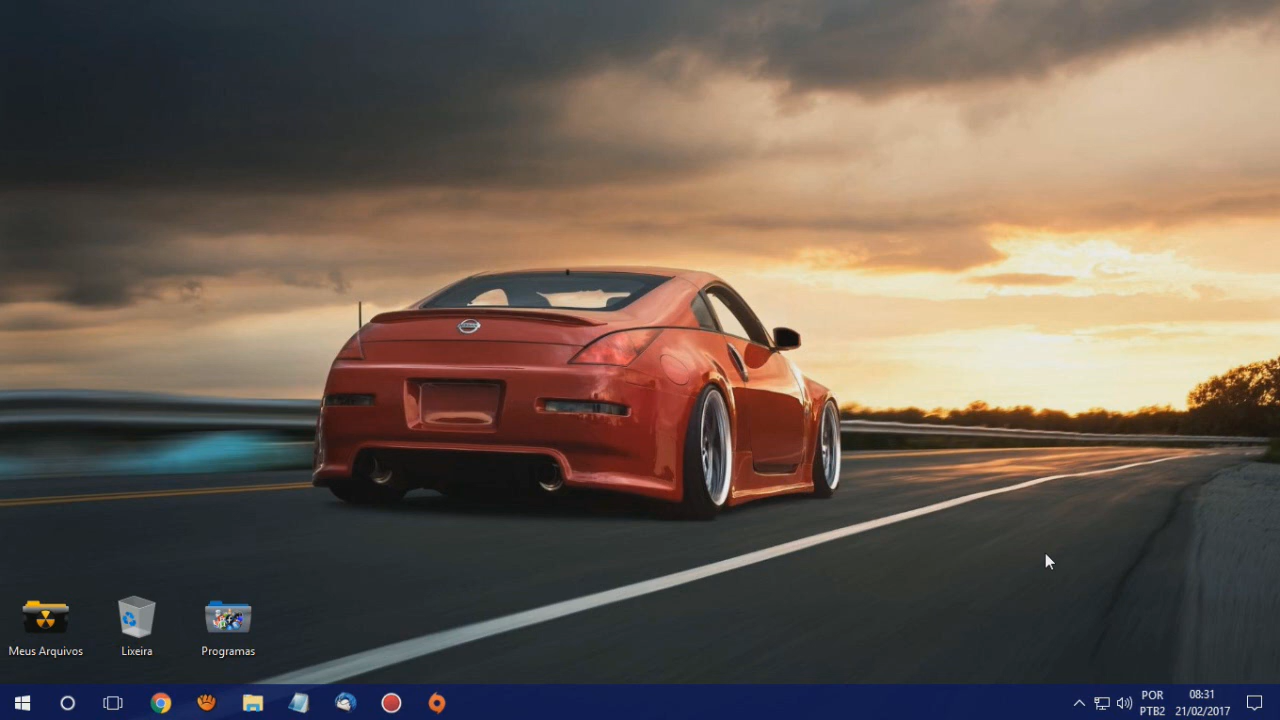 Meus Arquivos
Lixeira
Programas
POR
PTB2
08:31
21/02/2017